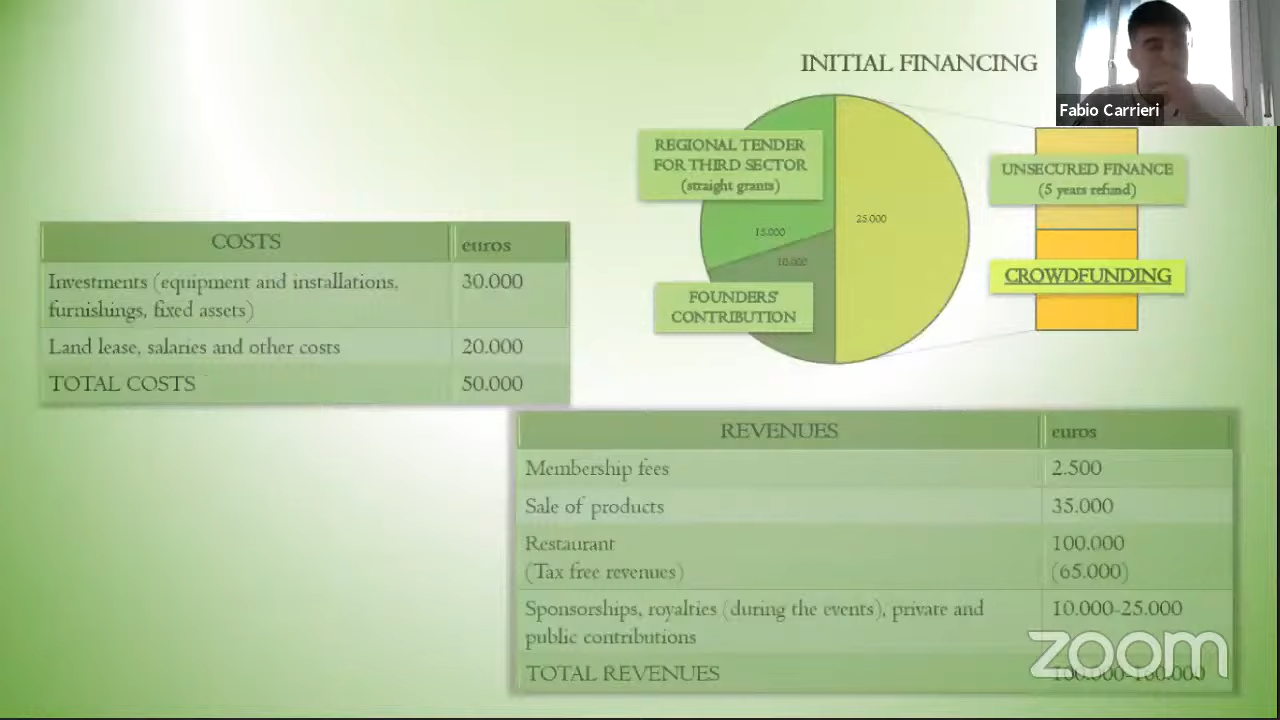 INITIAL FINANCING
Fabio Carrieri
REGIONAL TENDER
FOR THIRD SECTOR
(straight grants)
UNSECURED FINANCE
(5 years refund)
25.000
15.000
10.000
CROWDFUNDING
FOUNDERS'
CONTRIBUTION
COSTS euros
Investments (equipment and installations, 30.000
furnishings, fixed assets)
Land lease, salaries and other costs 20.000
TOTAL COSTS 50.000
REVENUES euros
Membership fees 2.500
Sale of products 35.000
Restaurant 100.000
(Tax free revenues) (65.000)
Sponsorships, royalties (during the events), private and 10.000-25.000
public contributions
TOTAL REVENUES
zoom